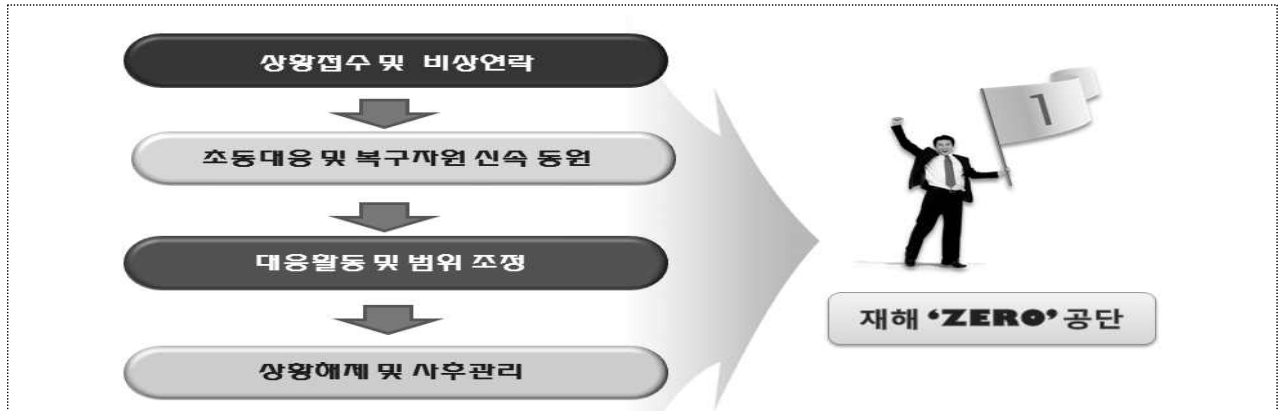 상황접수 및 비상연락
초동대응 및 복구자원 신속 동원
대응활동 및 범위 조정
상황해제 및 사후관리
1
재해 ‘ZERO’ 공단